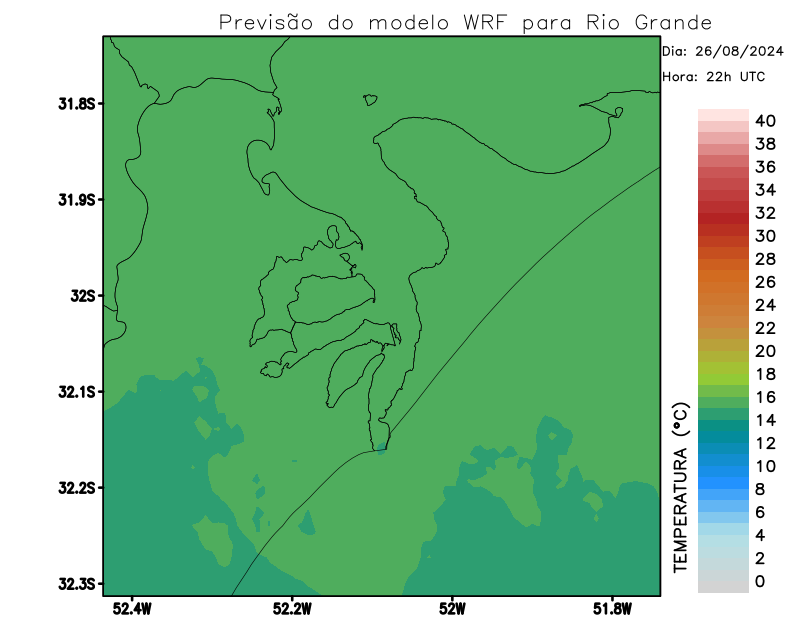 Previsão do modelo WRF para Rio Grande
Dia: 26/08/2024
Hora: 22h UTC
31.8S
31.9S
32S
32.1S
32.2S
32.3S
52.4W
52.2W
52W
51.8W
TEMPERATURA (°C)
40
38
36
34
32
30
28
26
24
22
20
18
16
14
12
10
8
6
4
2
0